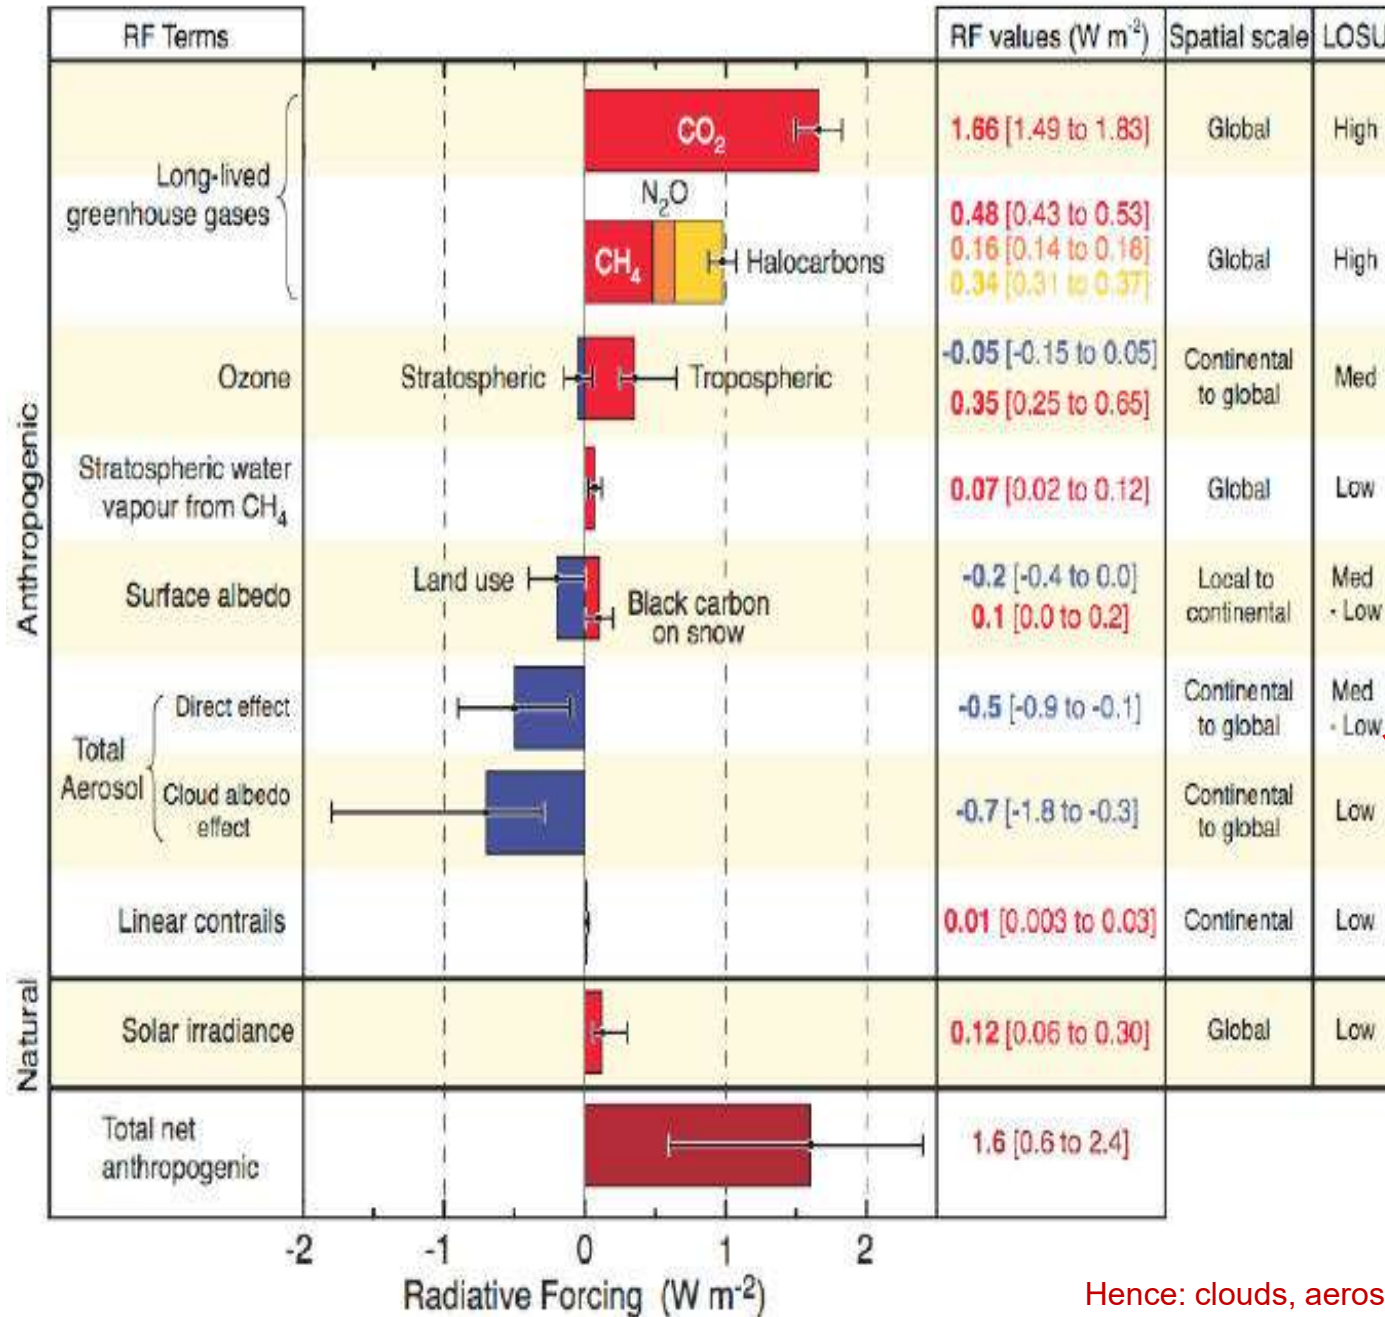 RF Terms
RF values (W m-2)
Spatial scale
LOSU
Anthropogenic
Long-lived
greenhouse gases
CO2
1.66 [1.49 to 1.83]
Global
High
N2O
CH4
Halocarbons
0.48 [0.43 to 0.53]
0.16 [0.14 to 0.18]
0.34 [0.31 to 0.37]
Global
High
Ozone
Stratospheric
Tropospheric
-0.05 [-0.15 to 0.05]
0.35 [0.25 to 0.65]
Continental
to global
Med
Stratospheric water
vapour from CH4
0.07 [0.02 to 0.12]
Global
Low
Surface albedo
Land use
Black carbon
on snow
-0.2 [-0.4 to 0.0]
0.1 [0.0 to 0.2]
Local to
continental
Med
- Low
Total
Aerosol
Direct effect
-0.5 [-0.9 to -0.1]
Continental
to global
Med
- Low
Cloud albedo
effect
-0.7 [-1.8 to -0.3]
Continental
to global
Low
Linear contrails
0.01 [0.003 to 0.03]
Continental
Low
Natural
Solar irradiance
0.12 [0.06 to 0.30]
Global
Low
Total net
anthropogenic
1.6 [0.6 to 2.4]
-2 -1 0 1 2
Radiative Forcing (W m-2)
Hence: clouds, aeros